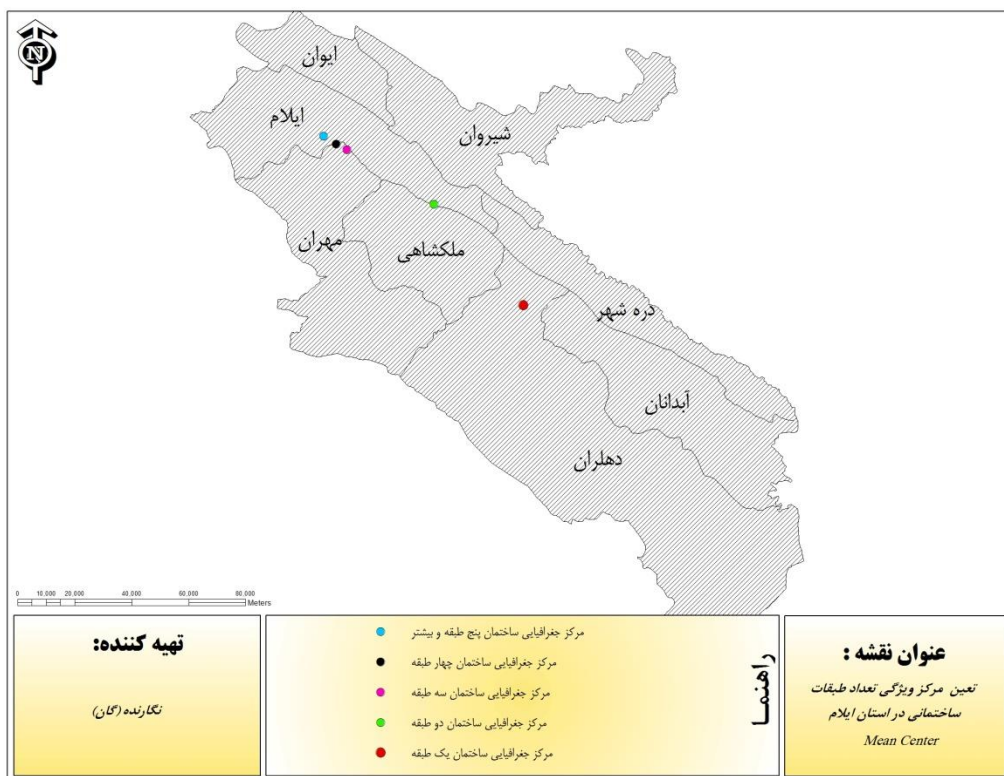 N
ایوان
شیروان
ایلام
مهران
ملکشاهی
دره شهر
آبدانان
دهلران
0 10,000 20,000 40,000 60,000 80,000
Meters
عنوان نقشه :
تعین مرکز ویژگی تعداد طبقات
ساختمانی در استان ایلام
Mean Center
راهنما
مرکز جغرافیایی ساختمان پنج طبقه و بیشتر
مرکز جغرافیایی ساختمان چهار طبقه
مرکز جغرافیایی ساختمان سه طبقه
مرکز جغرافیایی ساختمان دو طبقه
مرکز جغرافیایی ساختمان یک طبقه
تهیه کننده:
نگارنده (گان)